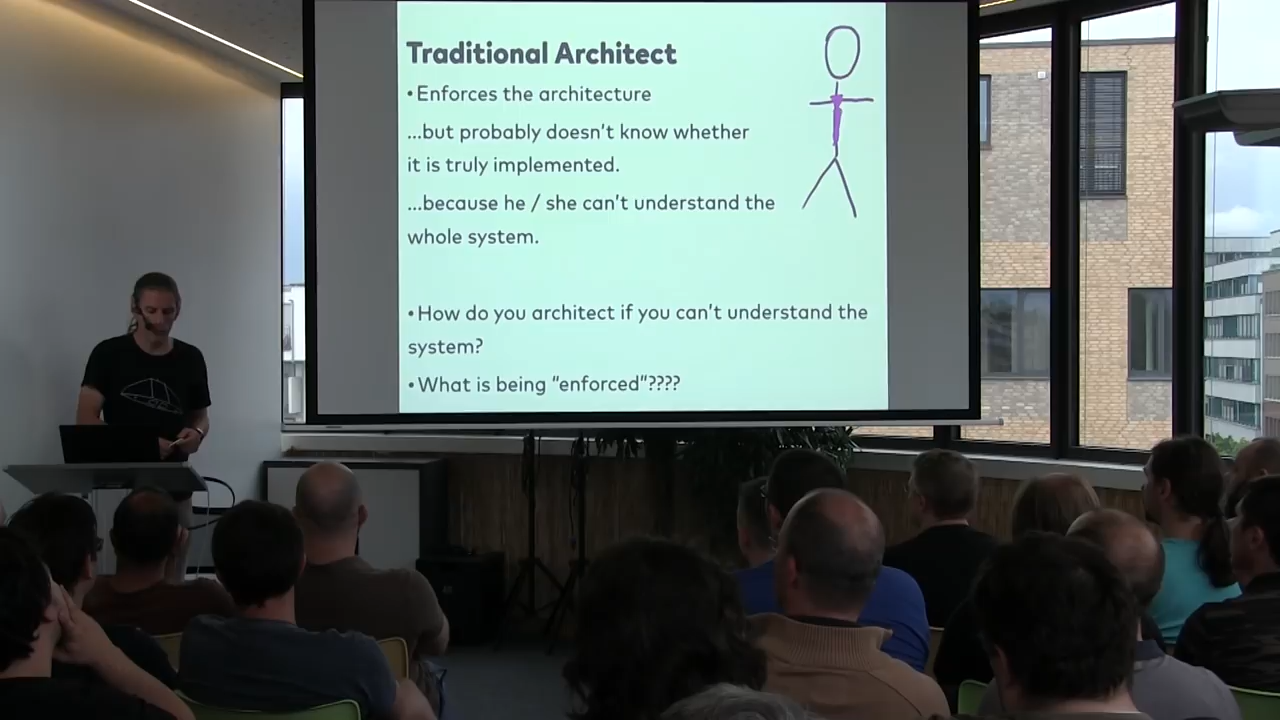 Traditional Architect
•Enforces the architecture
...but probably doesn't know whether
it is truly implemented.
...because he / she can't understand the
whole system.
•How do you architect if you can't understand the
system?
•What is being "enforced"????